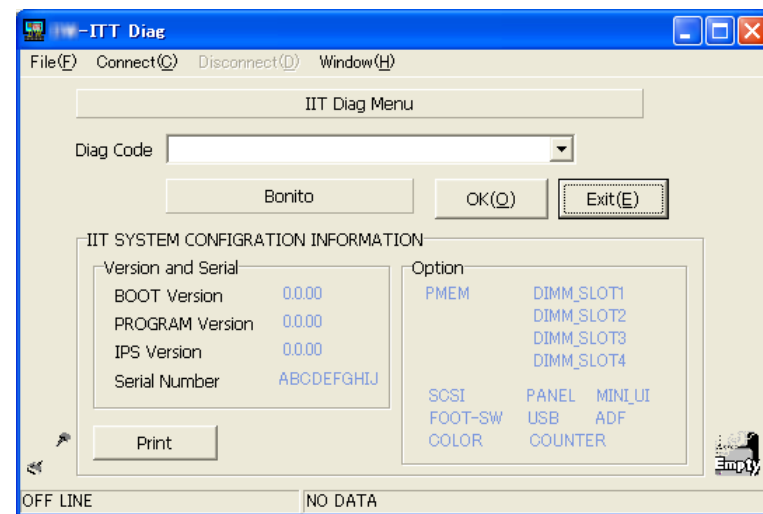 -ITT Diag
File(F) Connect(C) Disconnect(D) Window(H)
IIT Diag Menu
Diag Code
Bonito
OK(O)
Exit(E)
IIT SYSTEM CONFIGRATION INFORMATION
Version and Serial
BOOT Version 0.0.00
PROGRAM Version 0.0.00
IPS Version 0.0.00
Serial Number ABCDEFGHIJ
Option
PMEM DIMM_SLOT1
DIMM_SLOT2
DIMM_SLOT3
DIMM_SLOT4
SCSI PANEL MINI_UI
FOOT-SW USB ADF
COLOR COUNTER
Print
Empty
OFF LINE NO DATA